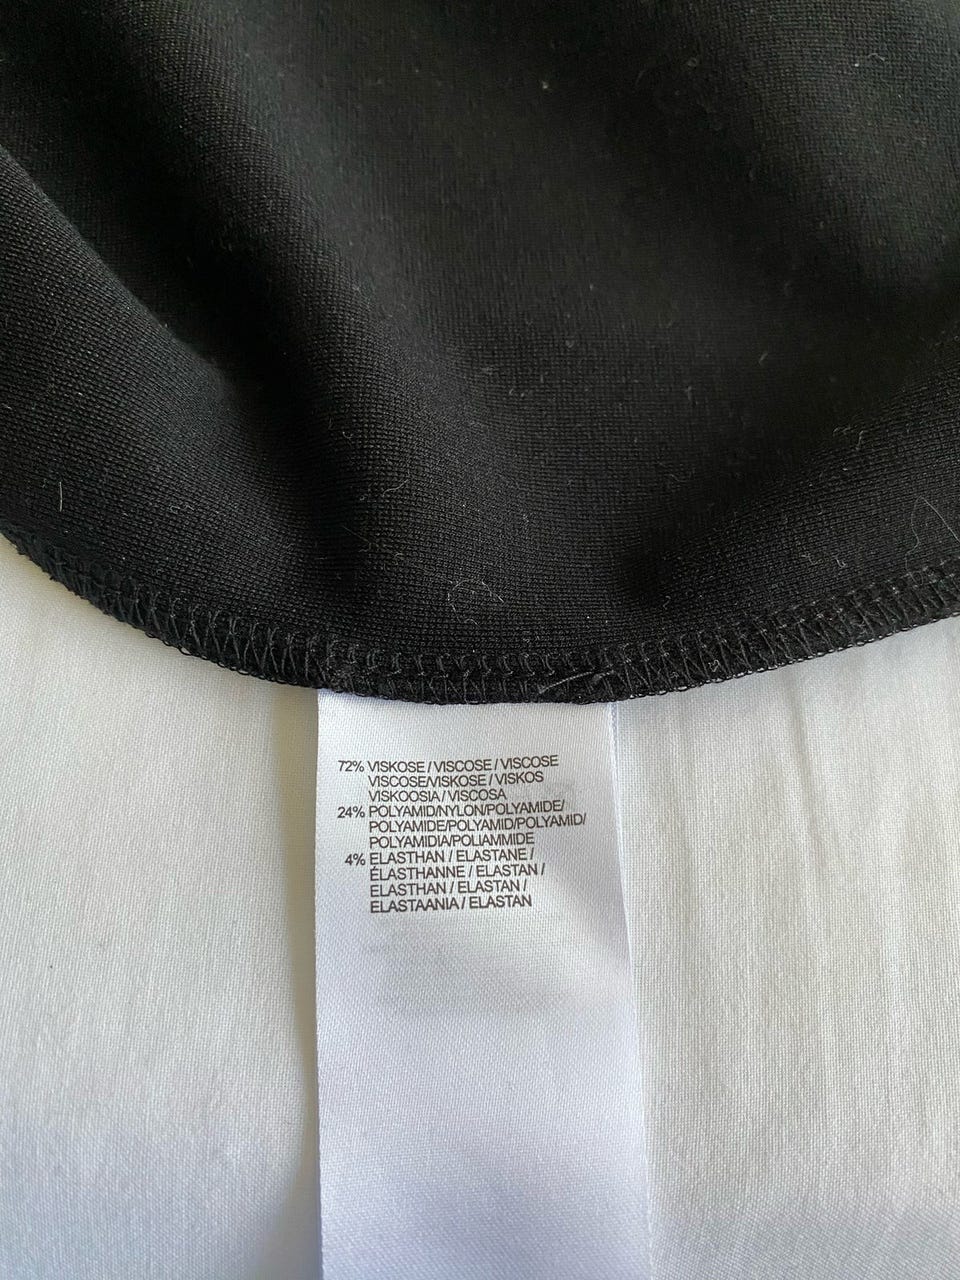 72% VISKOSE / VISCOSE / VISCOSE
VISCOSE/VISKOSE / VISKOS
VISKOOSIA / VISCOSA
24% POLYAMID/NYLON/POLYAMIDE/
POLYAMIDE/POLYAMID/POLYAMID/
POLYAMIDIA/POLIAMMIDE
4% ELASTHAN / ELASTANE /
ÉLASTHANNE / ELASTAN /
ELASTHAN / ELASTAN /
ELASTAANIA / ELASTAN